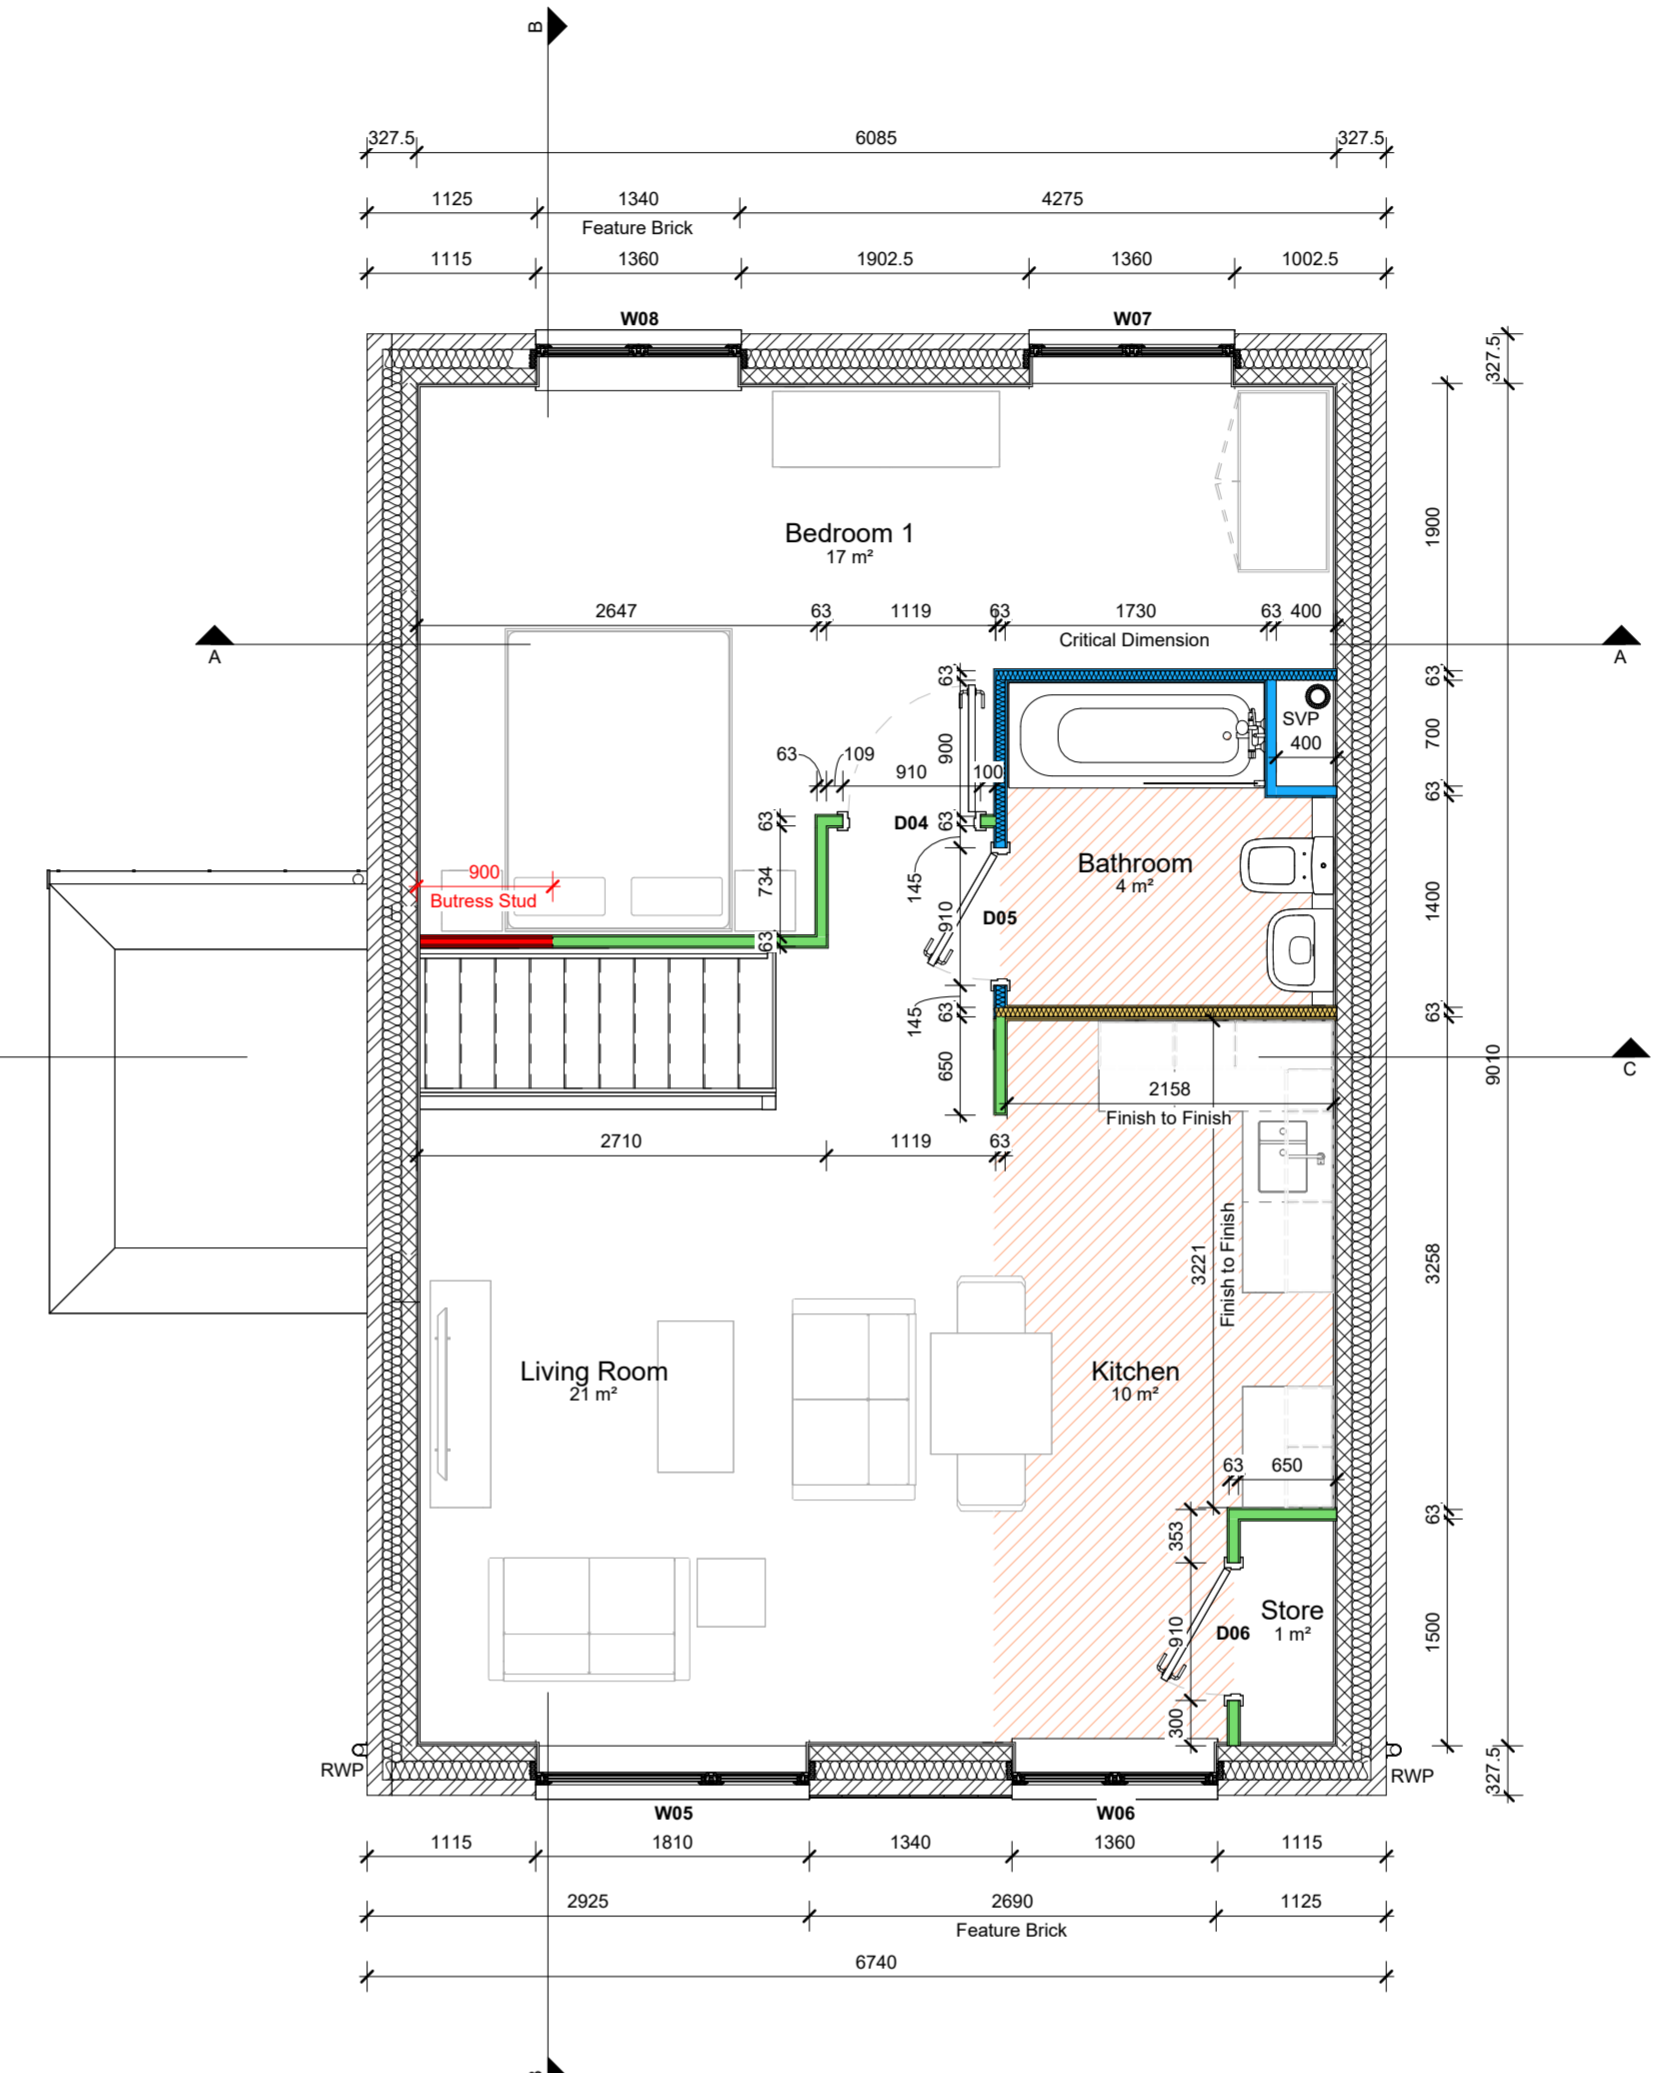 B
327.5 6085 327.5
1125 1340 4275
Feature Brick
1115 1360 1902.5 1360 1002.5
W08 W07
327.5
Bedroom 1
17 m²
1900
2647 63 1119 63 1730 63 400
Critical Dimension
A A
63 63
SVP
400
900 700
63 109 910 100
63 D04 63 63
Bathroom
4 m²
900
Butress Stud
734 145 1400
910 D05
63
145 63 63
9010
C
650
2158
Finish to Finish
2710 1119 63
3221
Finish to Finish
3258
Living Room
21 m²
Kitchen
10 m²
63 650
353 63
Store
1 m²
910 D06 1500
300
RWP RWP
327.5
W05 W06
1115 1810 1340 1360 1115
2925 2690 1125
Feature Brick
6740